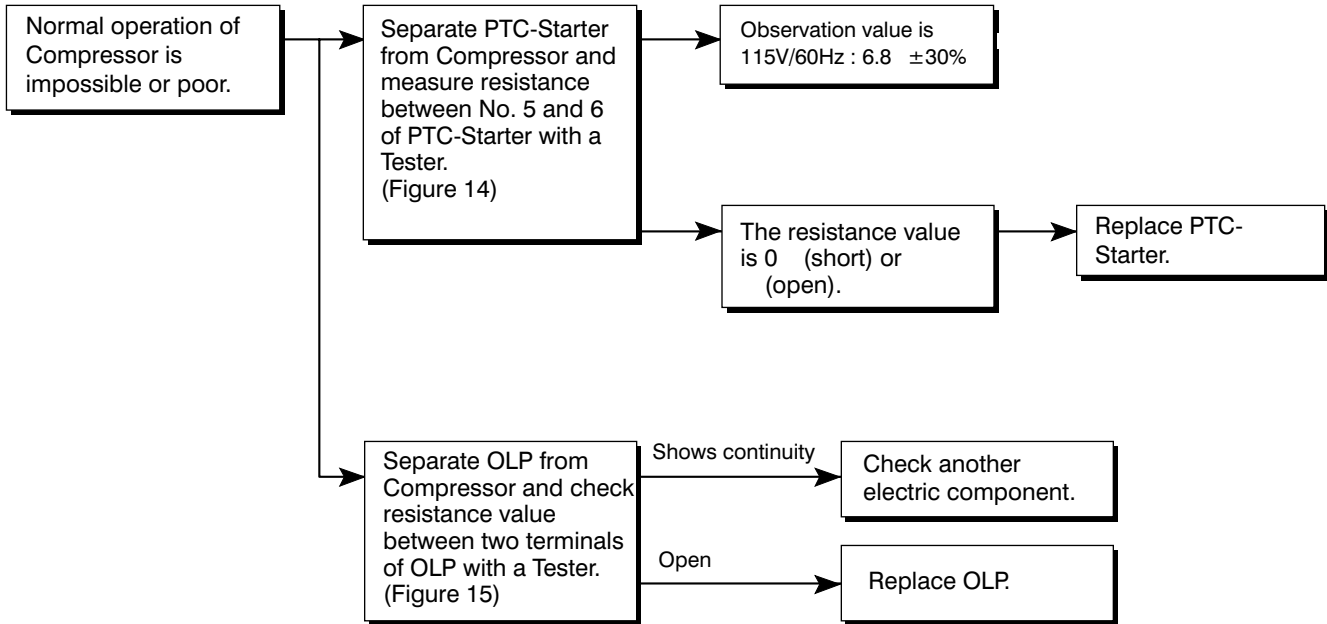 Normal operation of
Compressor is
impossible or poor.
Separate PTC-Starter
from Compressor and
measure resistance
between No. 5 and 6
of PTC-Starter with a
Tester.
(Figure 14)
Observation value is
115V/60Hz : 6.8 ±30%
The resistance value
is 0 (short) or
(open).
Replace PTC-
Starter.
Separate OLP from
Compressor and check
resistance value
between two terminals
of OLP with a Tester.
(Figure 15)
Shows continuity
Check another
electric component.
Open
Replace OLP.